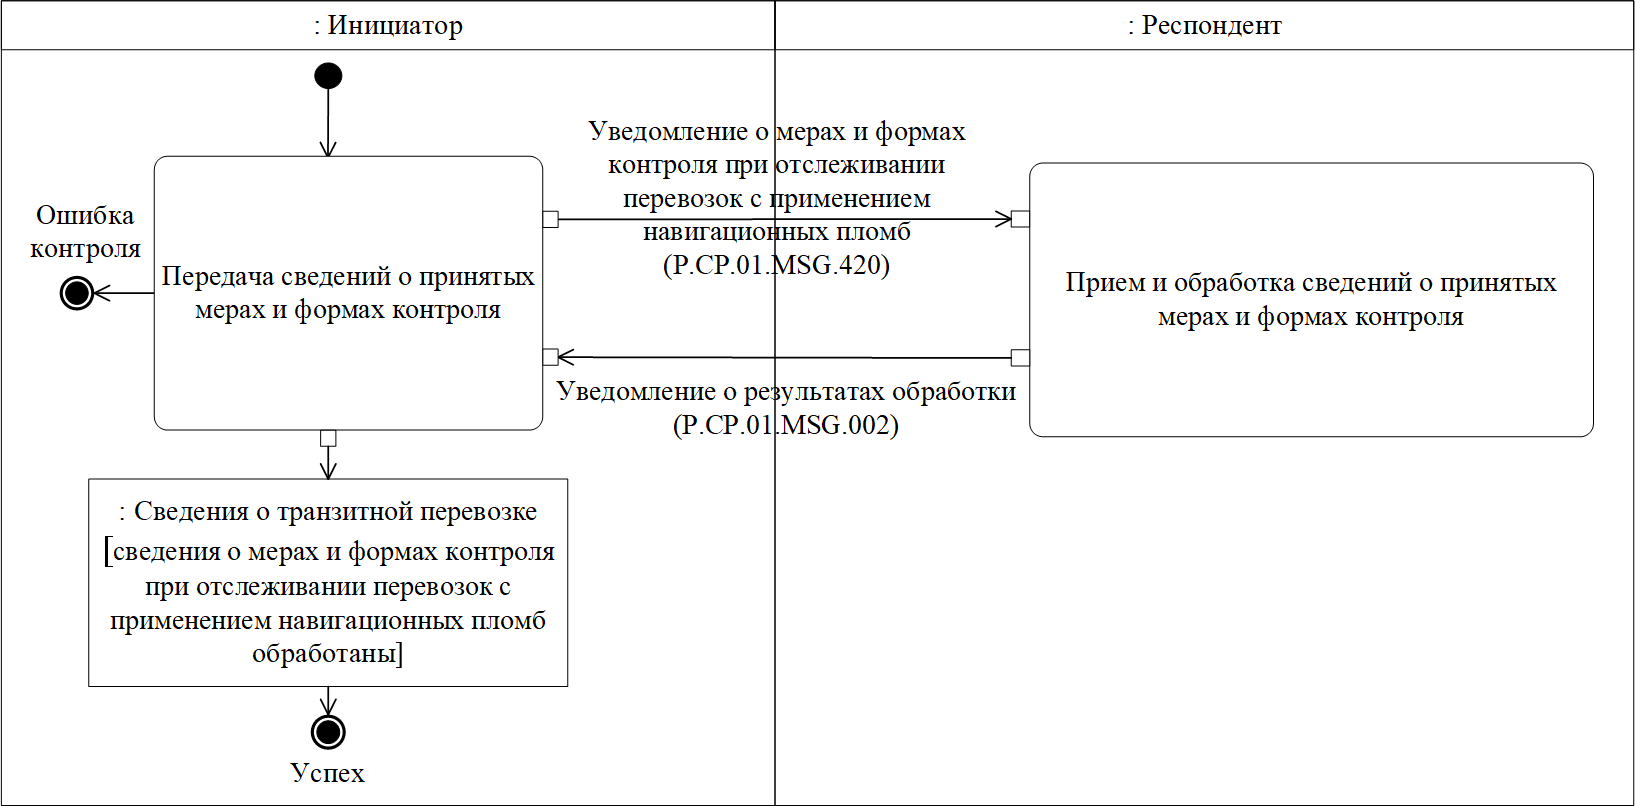 : Инициатор
: Респондент
Уведомление о мерах и формах
контроля при отслеживании
перевозок с применением
навигационных пломб
(P.CP.01.MSG.420)
Ошибка
контроля
Передача сведений о принятых
мерах и формах контроля
Прием и обработка сведений о принятых
мерах и формах контроля
Уведомление о результатах обработки
(P.CP.01.MSG.002)
: Сведения о транзитной перевозке
[сведения о мерах и формах контроля
при отслеживании перевозок с
применением навигационных пломб
обработаны]
Успех